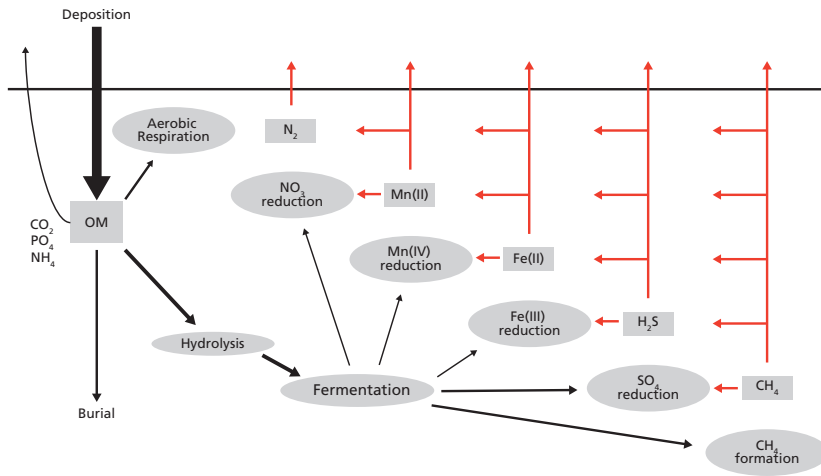 Deposition
Aerobic
Respiration
N₂
NO₃
reduction
Mn(II)
OM
CO₂
PO₄
NH₄
Mn(IV)
reduction
Fe(II)
Hydrolysis
Fe(III)
reduction
H₂S
Fermentation
SO₄
reduction
CH₄
Burial
CH₄
formation